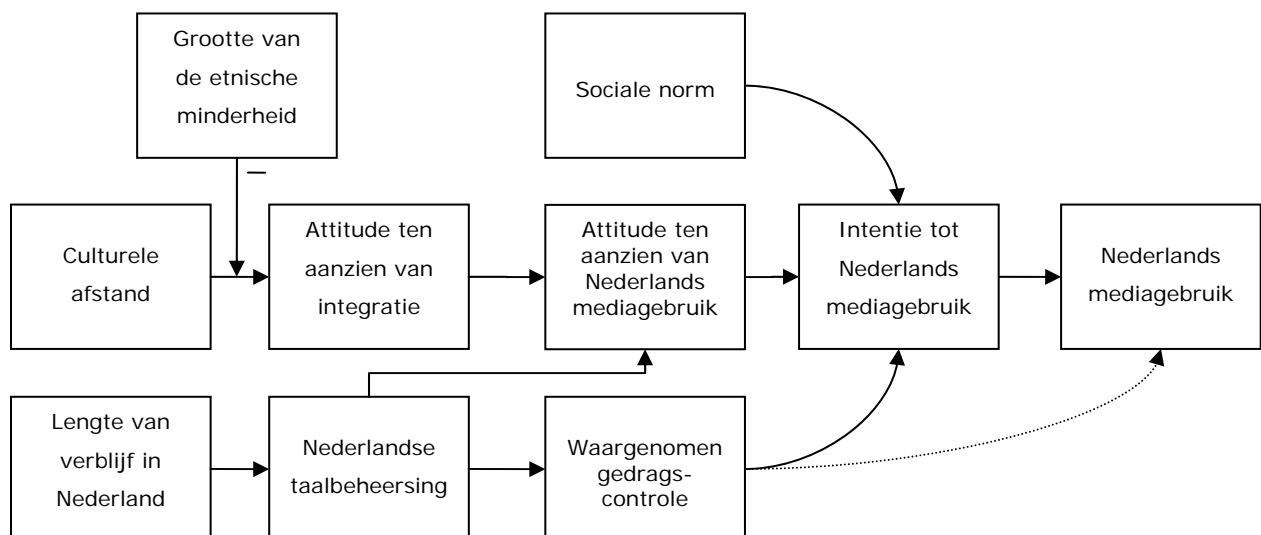 Grootte van
de etnische
minderheid
Sociale norm
–
Culturele
afstand
Attitude ten
aanzien van
integratie
Attitude ten
aanzien van
Nederlands
mediagebruik
Intentie tot
Nederlands
mediagebruik
Nederlands
mediagebruik
Lengte van
verblijf in
Nederland
Nederlandse
taalbeheersing
Waargenomen
gedrags-
controle